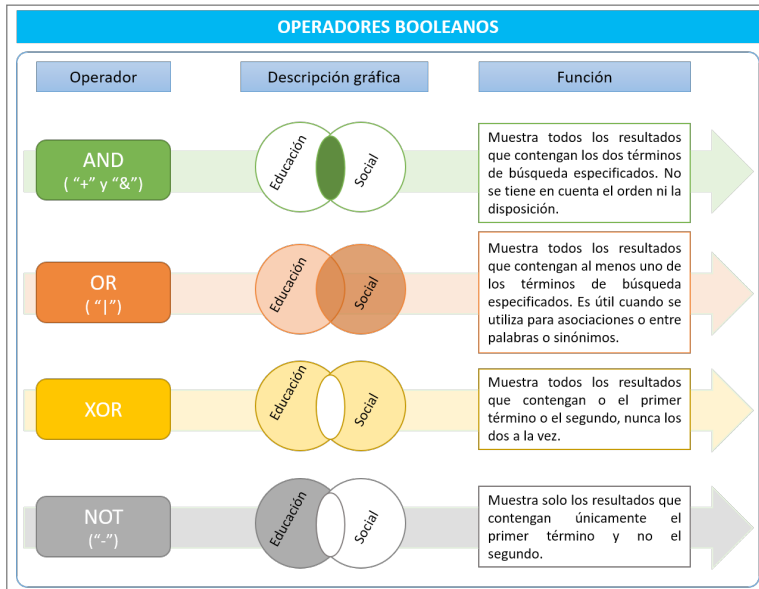 OPERADORES BOOLEANOS
Operador
Descripción gráfica
Función
AND
( “+” y “&”)
Educación
Social
Muestra todos los resultados
que contengan los dos términos
de búsqueda especificados. No
se tiene en cuenta el orden ni la
disposición.
OR
( “|”)
Educación
Social
Muestra todos los resultados
que contengan al menos uno de
los términos de búsqueda
especificados. Es útil cuando se
utiliza para asociaciones o entre
palabras o sinónimos.
XOR
Educación
Social
Muestra todos los resultados
que contengan o el primer
término o el segundo, nunca los
dos a la vez.
NOT
(“-”)
Educación
Social
Muestra solo los resultados que
contengan únicamente el
primer término y no el
segundo.